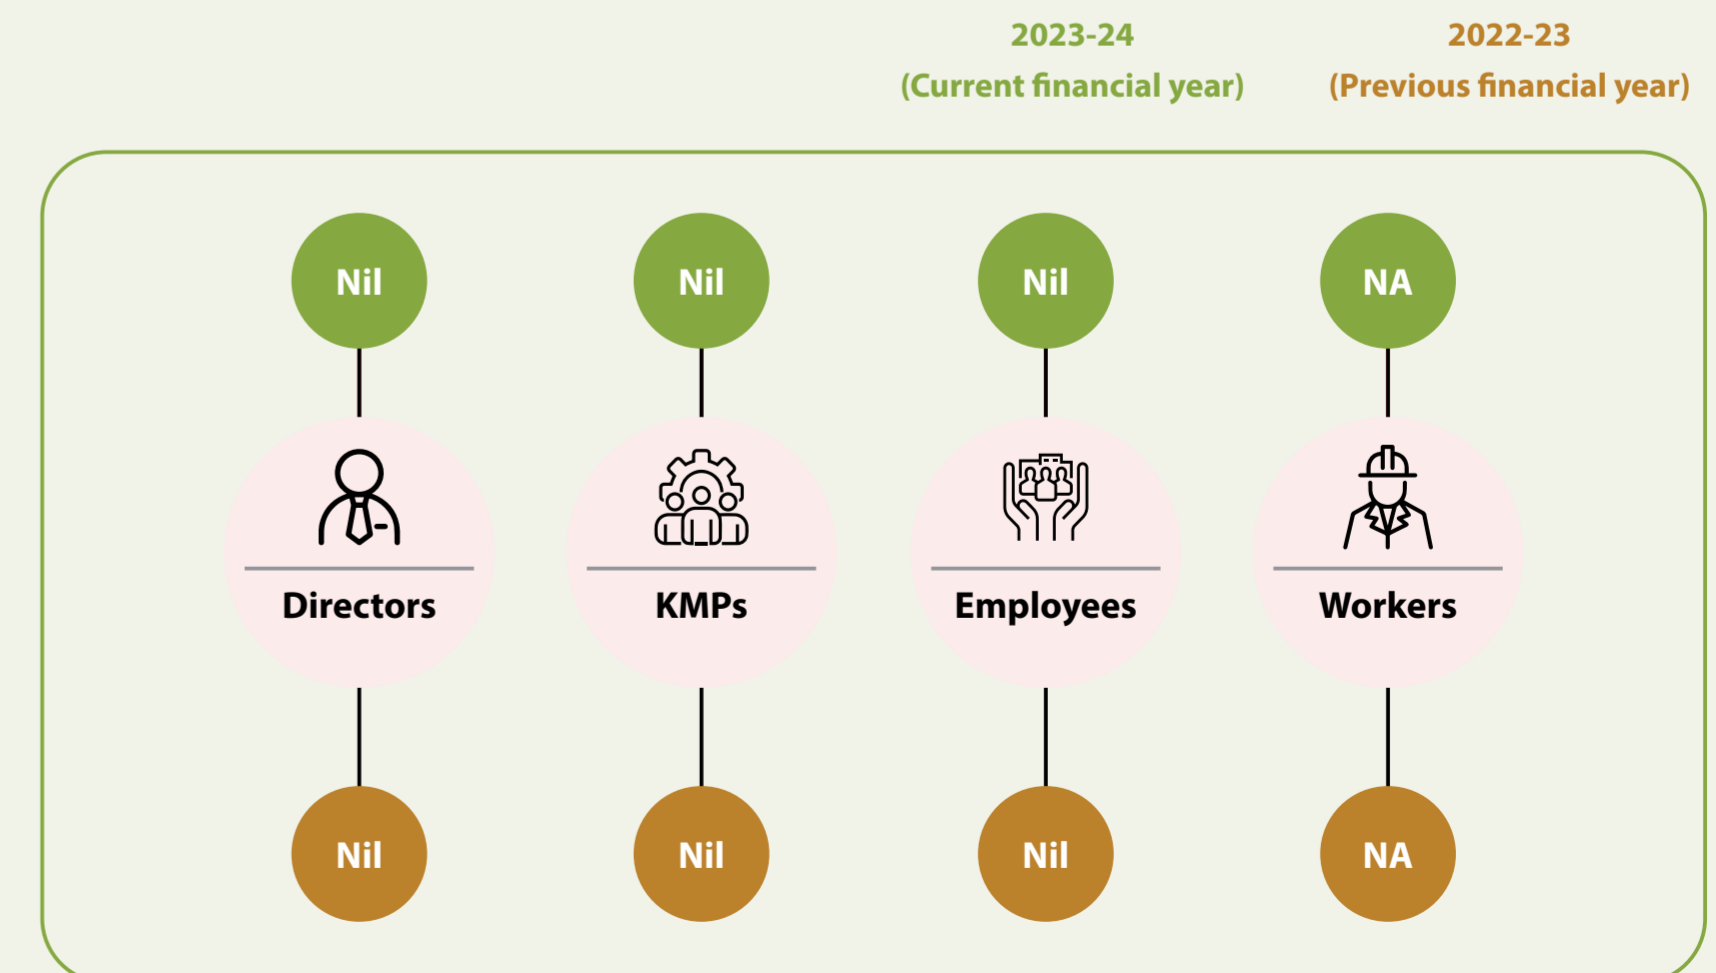 2023-24 2022-23
(Current financial year) (Previous financial year)
Nil Nil Nil NA
Directors KMPs Employees Workers
Nil Nil Nil NA